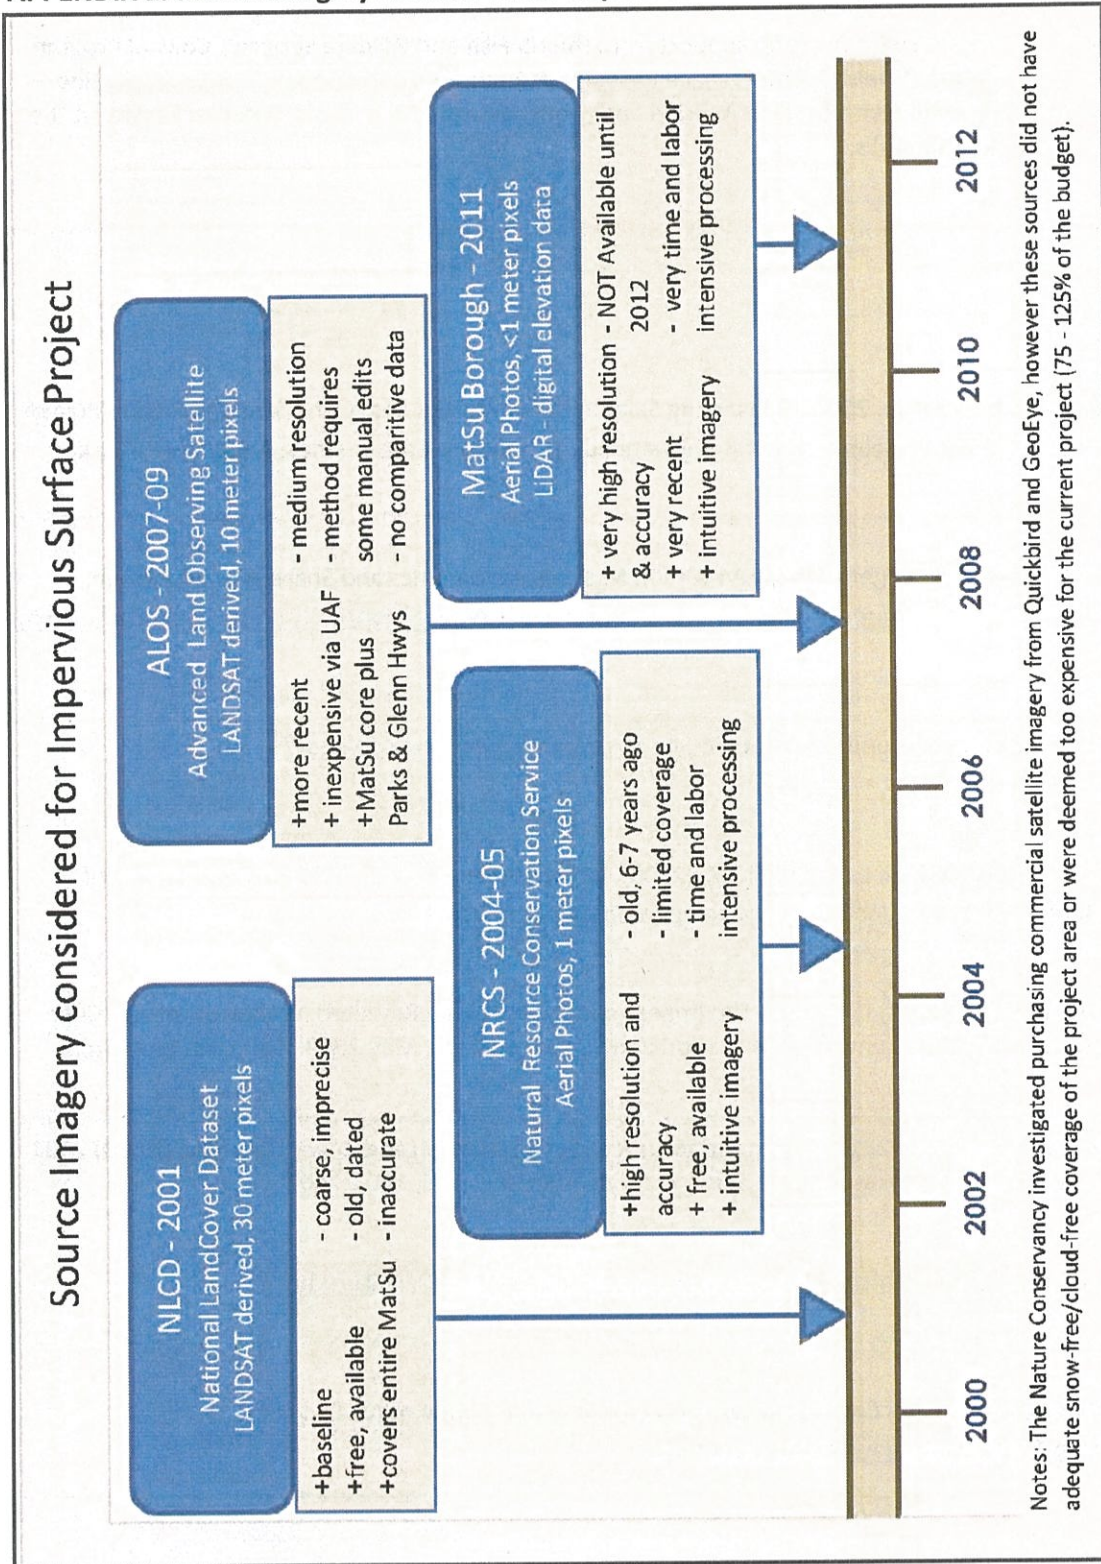 Source Imagery considered for Impervious Surface Project
NLCD - 2001
National LandCover Dataset
LANDSAT derived, 30 meter pixels
+baseline - coarse, imprecise
+free, available - old, dated
+covers entire MatSu - inaccurate
ALOS - 2007-09
Advanced Land Observing Satellite
LANDSAT derived, 10 meter pixels
+more recent - medium resolution
+ inexpensive via UAF - method requires
+MatSu core plus some manual edits
Parks & Glenn Hwys - no comparitive data
NRCS - 2004-05
Natural Resource Conservation Service
Aerial Photos, 1 meter pixels
+high resolution and - old, 6-7 years ago
accuracy - limited coverage
+ free, available - time and labor
+ intuitive imagery intensive processing
MatSu Borough - 2011
Aerial Photos, <1 meter pixels
LiDAR - digital elevation data
+ very high resolution - NOT Available until
& accuracy 2012
+ very recent - very time and labor
+ intuitive imagery intensive processing
2000 2002 2004 2006 2008 2010 2012
Notes: The Nature Conservancy investigated purchasing commercial satellite imagery from Quickbird and GeoEye, however these sources did not have
adequate snow-free/cloud-free coverage of the project area or were deemed too expensive for the current project (75 - 125% of the budget).